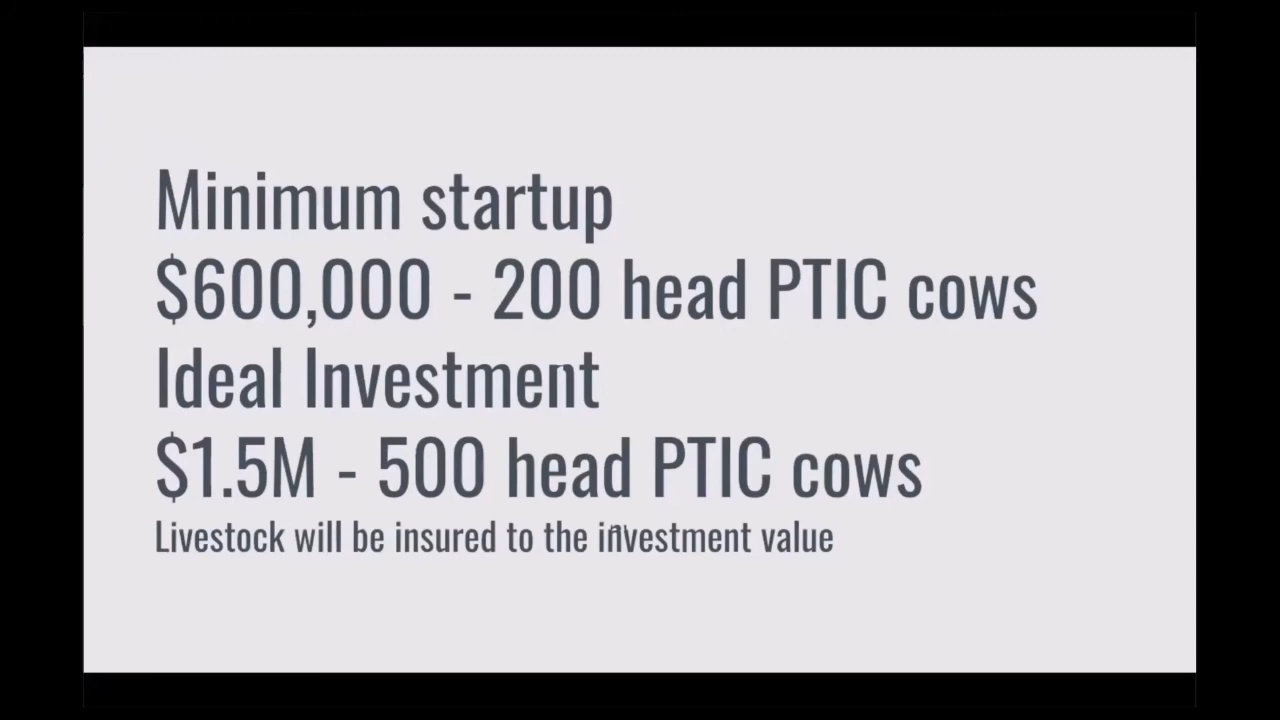 Minimum startup
$600,000 - 200 head PTIC cows
Ideal Investment
$1.5M - 500 head PTIC cows
Livestock will be insured to the investment value